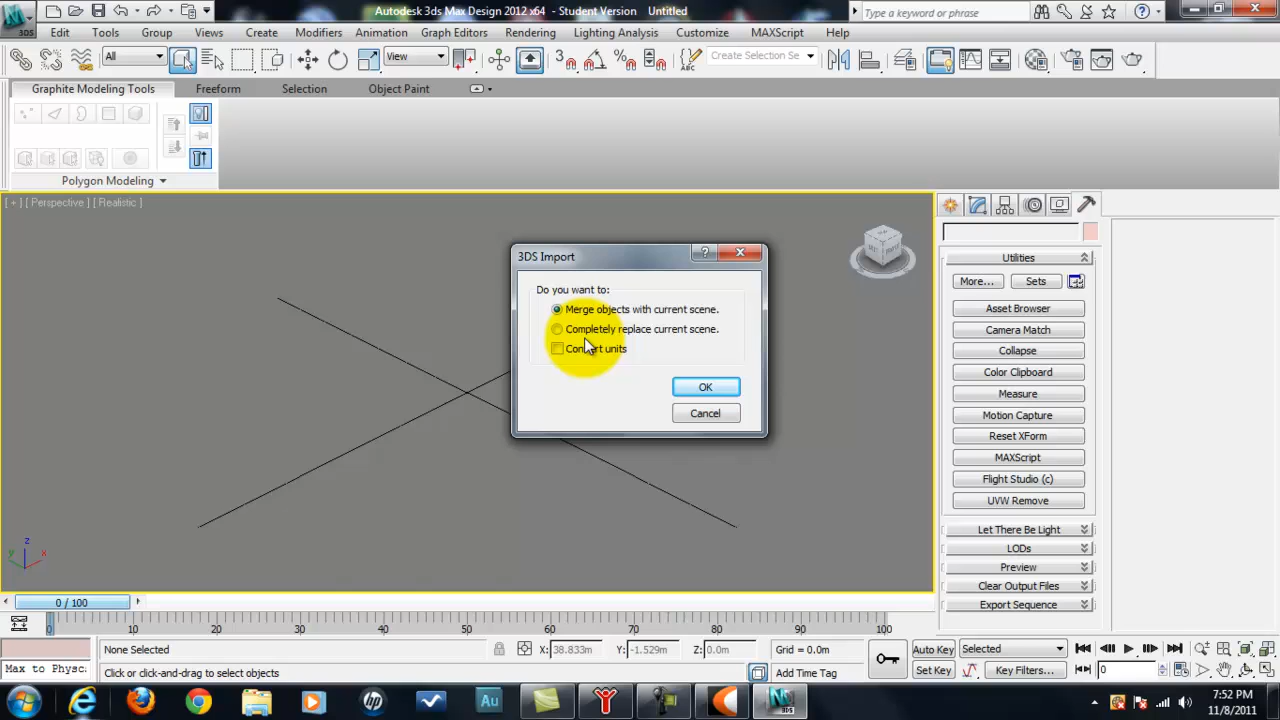 Autodesk 3ds Max Design 2012 x64 - Student Version Untitled
Type a keyword or phrase
3DS
Edit Tools Group Views Create Modifiers Animation Graph Editors Rendering Lighting Analysis Customize MAXScript Help
All
View
3
Create Selection Se
Graphite Modeling Tools Freeform Selection Object Paint
Polygon Modeling
[ + ] [ Perspective ] [ Realistic ]
3DS Import
Do you want to:
Merge objects with current scene.
Completely replace current scene.
Convert units
OK
Cancel
Utilities
More... Sets
Asset Browser
Camera Match
Collapse
Color Clipboard
Measure
Motion Capture
Reset XForm
MAXScript
Flight Studio (c)
UVW Remove
Let There Be Light
LODs
Preview
Clear Output Files
Export Sequence
z
y
x
0 / 100
0 10 20 30 40 50 60 70 80 90 100
None Selected X: 38.833m Y: -1.529m Z: 0.0m Grid = 0.0m Auto Key Selected
Max to Physc Click or click-and-drag to select objects Add Time Tag Set Key Key Filters... 0
7:52 PM
11/8/2011